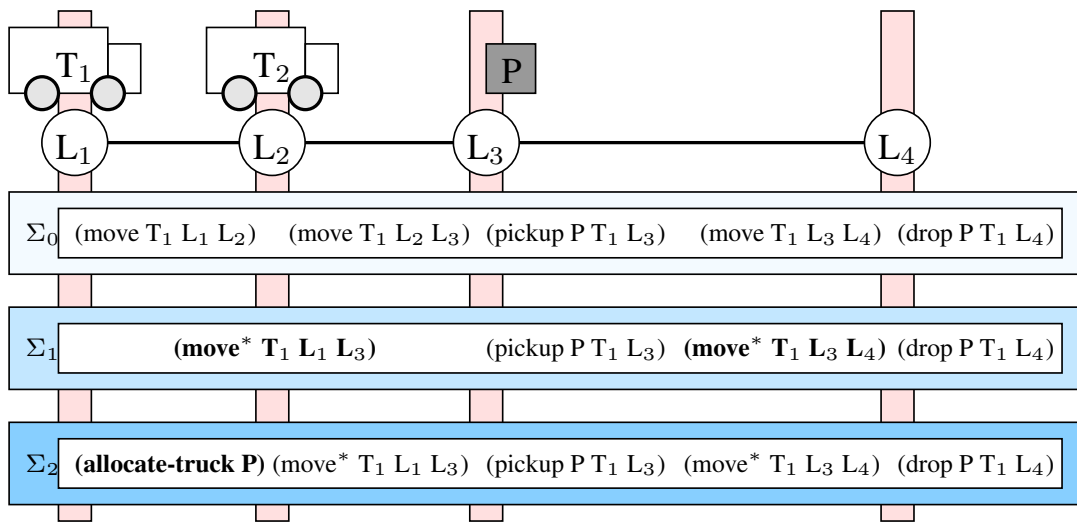 T₁ T₂ P
L₁ L₂ L₃ L₄
Σ₀ (move T₁ L₁ L₂) (move T₁ L₂ L₃) (pickup P T₁ L₃) (move T₁ L₃ L₄) (drop P T₁ L₄)
Σ₁ (move* T₁ L₁ L₃) (pickup P T₁ L₃) (move* T₁ L₃ L₄) (drop P T₁ L₄)
Σ₂ (allocate-truck P) (move* T₁ L₁ L₃) (pickup P T₁ L₃) (move* T₁ L₃ L₄) (drop P T₁ L₄)